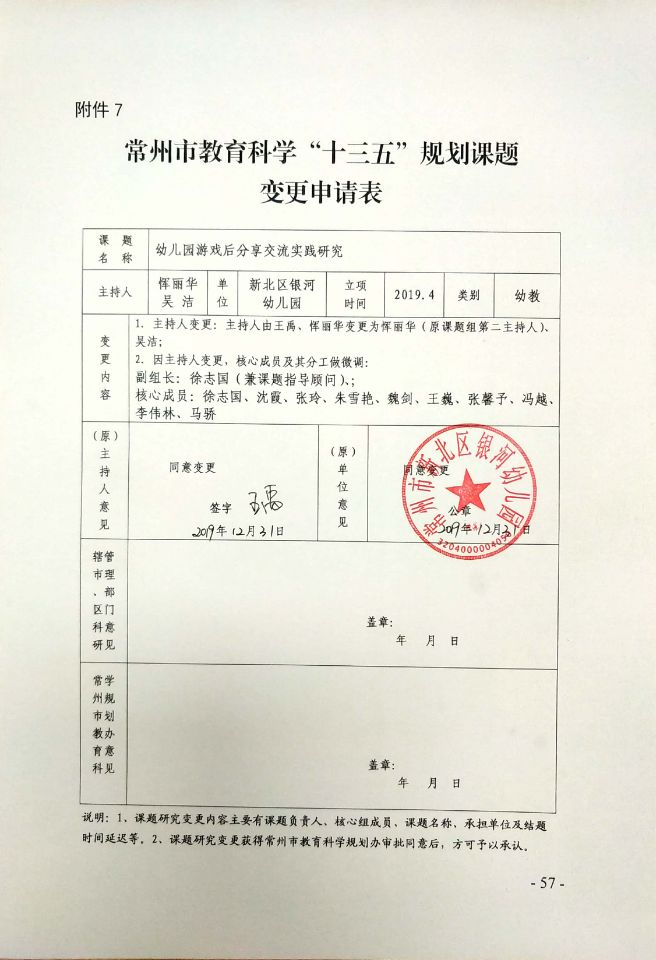 附件 7
常州市教育科学“十三五”规划课题
变更申请表
课题
名称
幼儿园游戏后分享交流实践研究
主持人
恽丽华
吴洁
单位
新北区银河
幼儿园
立项
时间
2019.4
类别
幼教
变更内容
1. 主持人变更：主持人由王禹、恽丽华变更为恽丽华（原课题组第二主持人）、
吴洁；
2. 因主持人变更，核心成员及其分工做微调：
副组长：徐志国（兼课题指导顾问）、；
核心成员：徐志国、沈霞、张玲、朱雪艳、魏剑、王巍、张馨予、冯越、
李伟林、马骄
（原）主持人意见
同意变更
签字 王禹
2019年12月31日
（原）单位意见
同意变更
公章
2019年12月31日
常州市新北区银河幼儿园
辖市、区科研管理部门意见
盖章：
年 月 日
常州市教育科学规划办意见
盖章：
年 月 日
说明：1、课题研究变更内容主要有课题负责人、核心组成员、课题名称、承担单位及结题
时间延迟等。2、课题研究变更获得常州市教育科学规划办审批同意后，方可予以承认。
- 57 -